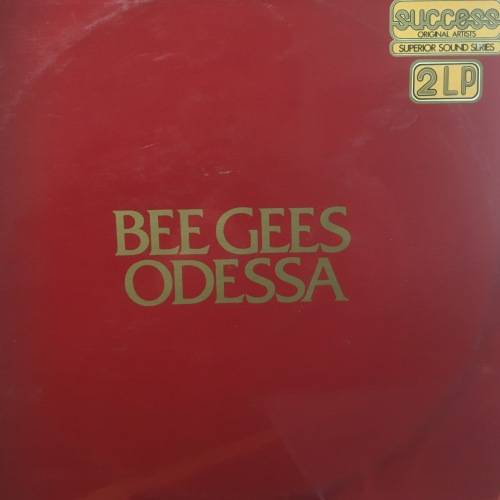 success
ORIGINAL ARTISTS
SUPERIOR SOUND SERIES
2 LP
BEE GEES
ODESSA